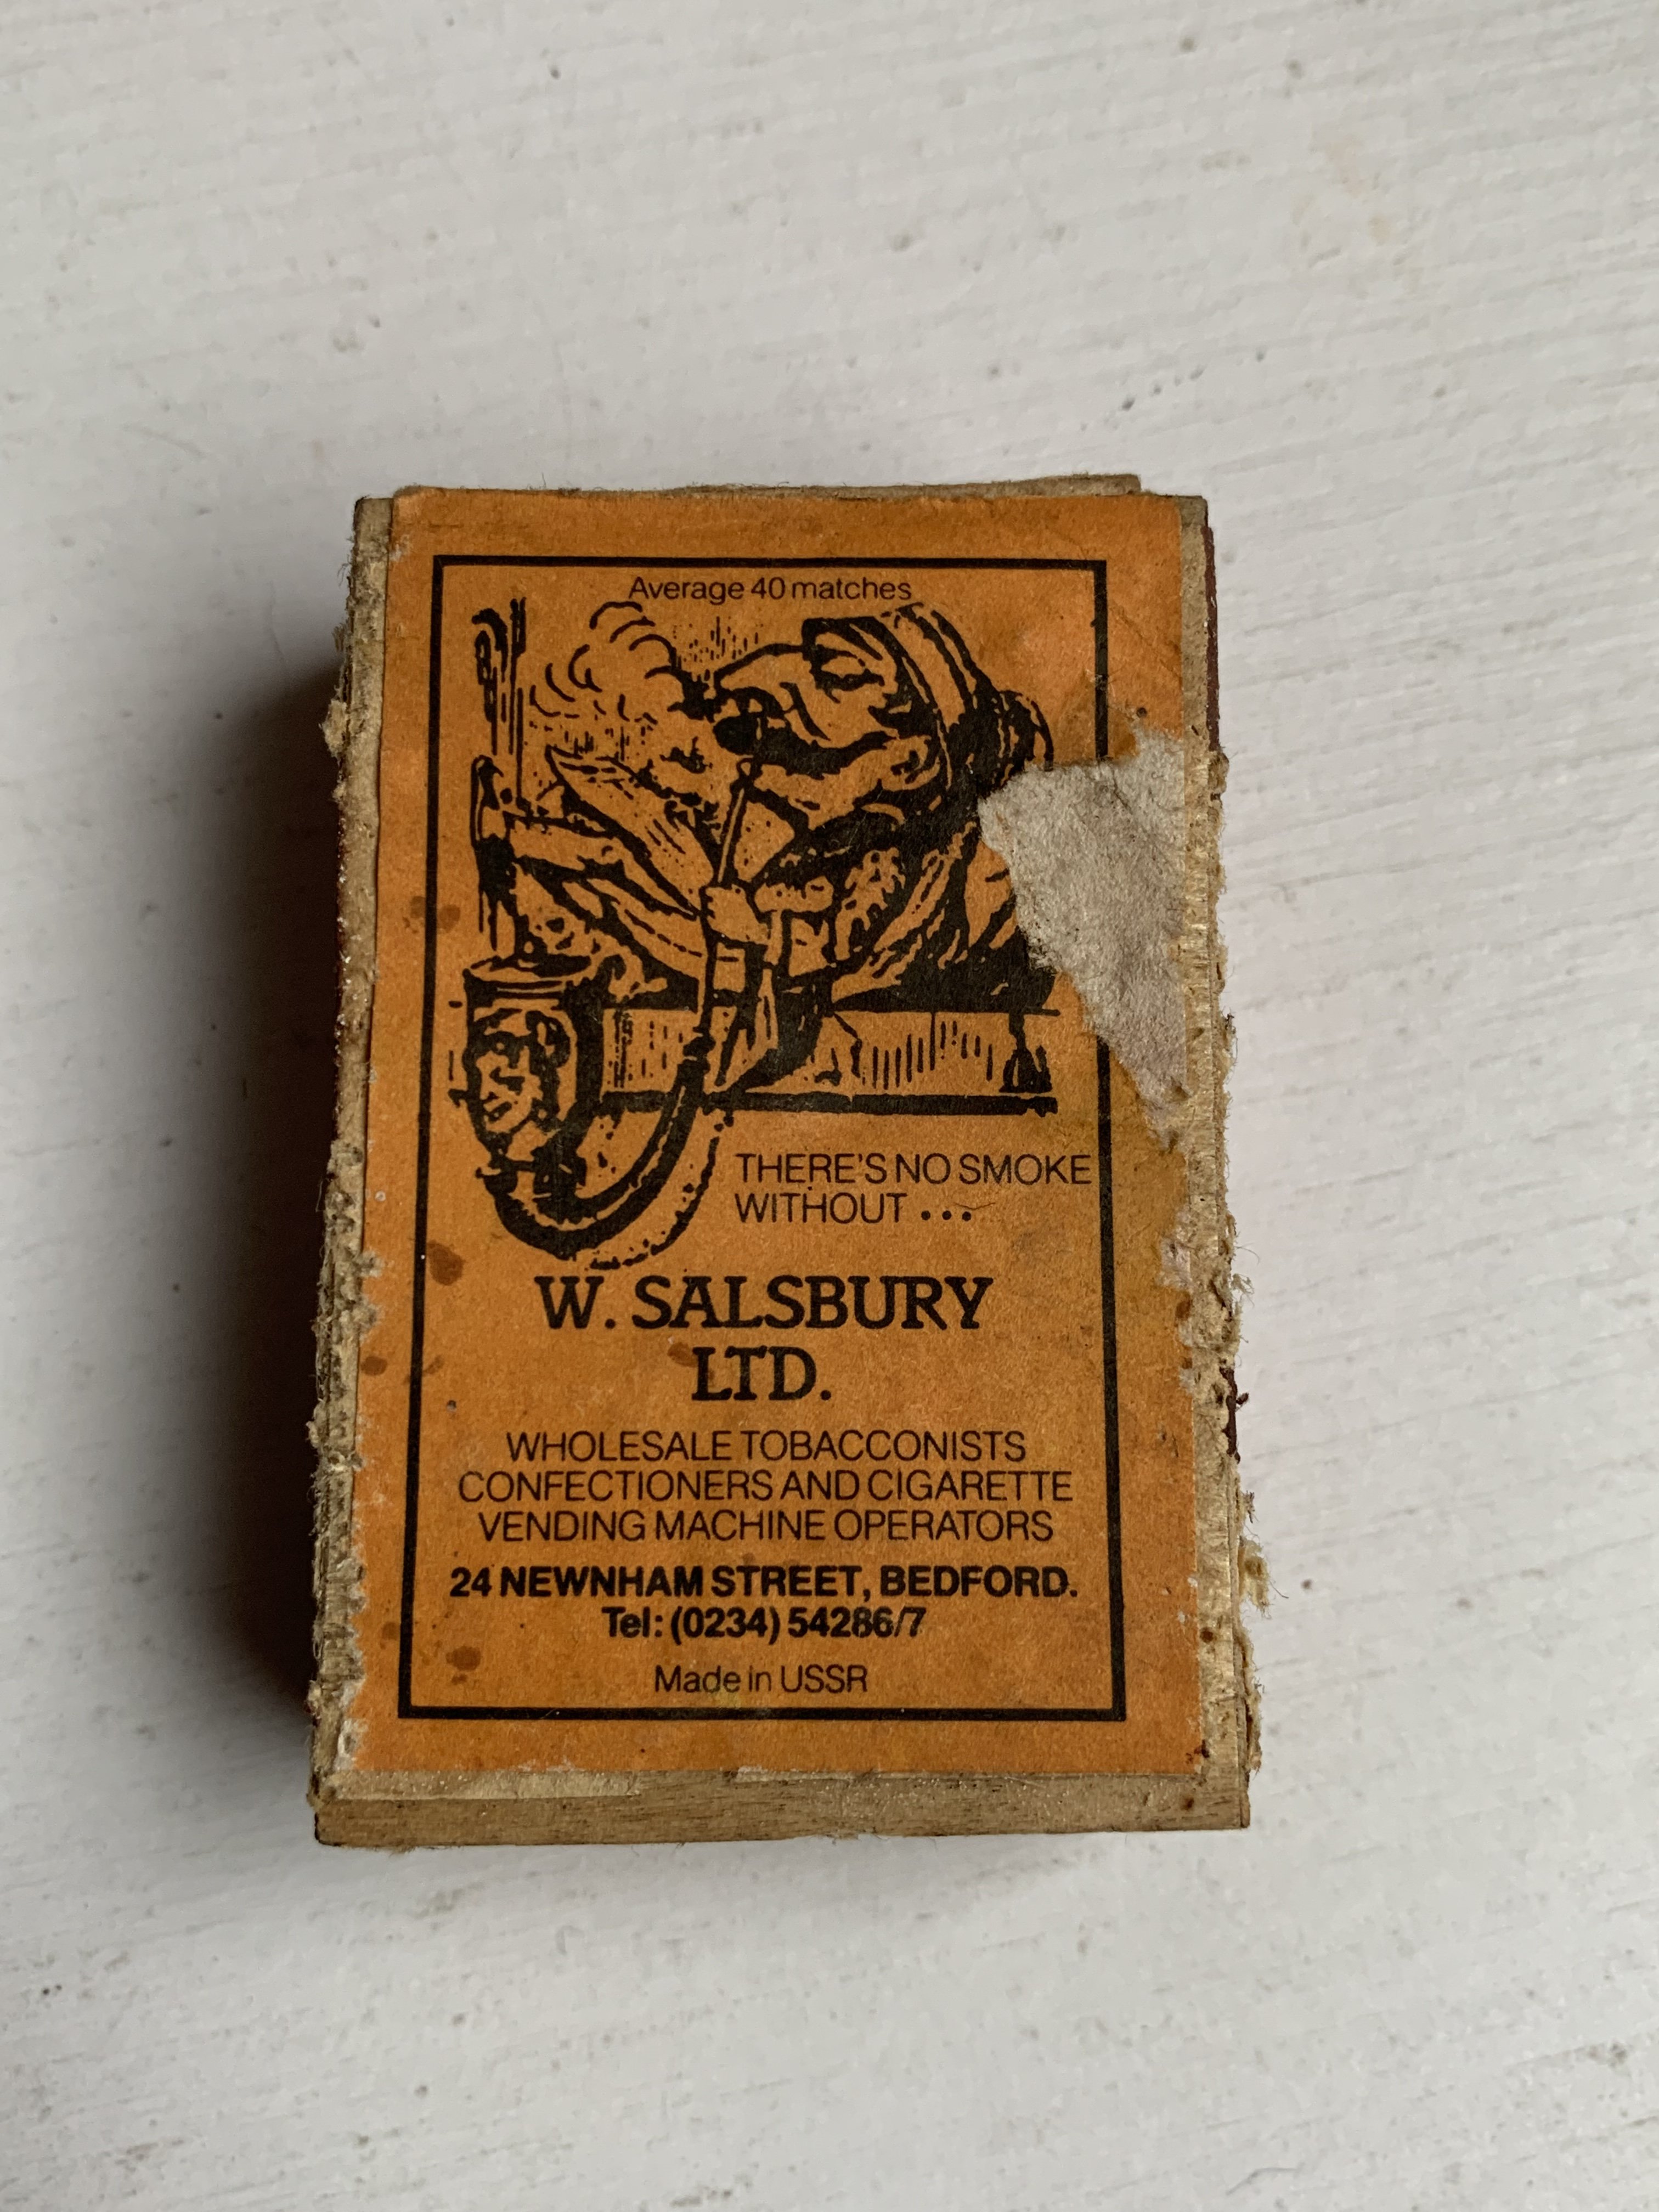 Average 40 matches
THERE'S NO SMOKE
WITHOUT ...
W. SALSBURY
LTD.
WHOLESALE TOBACCONISTS
CONFECTIONERS AND CIGARETTE
VENDING MACHINE OPERATORS
24 NEWNHAM STREET, BEDFORD.
Tel: (0234) 54286/7
Made in USSR